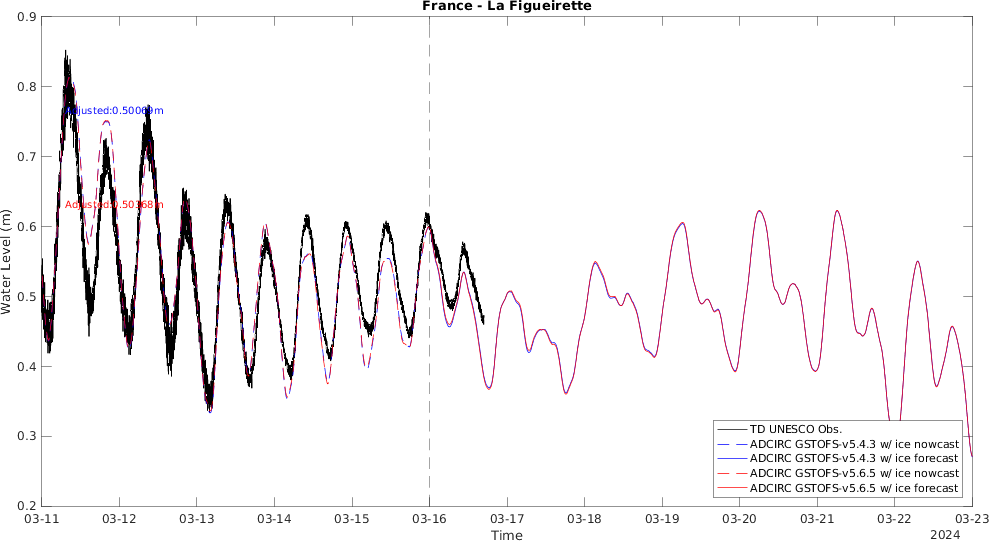 France - La Figueirette
0.9
0.8
0.7
0.6
0.5
0.4
0.3
0.2
Water Level (m)
Adjusted:0.50069m
Adjusted:0.50168m
TD UNESCO Obs.
ADCIRC GSTOFS-v5.4.3 w/ ice nowcast
ADCIRC GSTOFS-v5.4.3 w/ ice forecast
ADCIRC GSTOFS-v5.6.5 w/ ice nowcast
ADCIRC GSTOFS-v5.6.5 w/ ice forecast
03-11 03-12 03-13 03-14 03-15 03-16 03-17 03-18 03-19 03-20 03-21 03-22 03-23
Time
2024